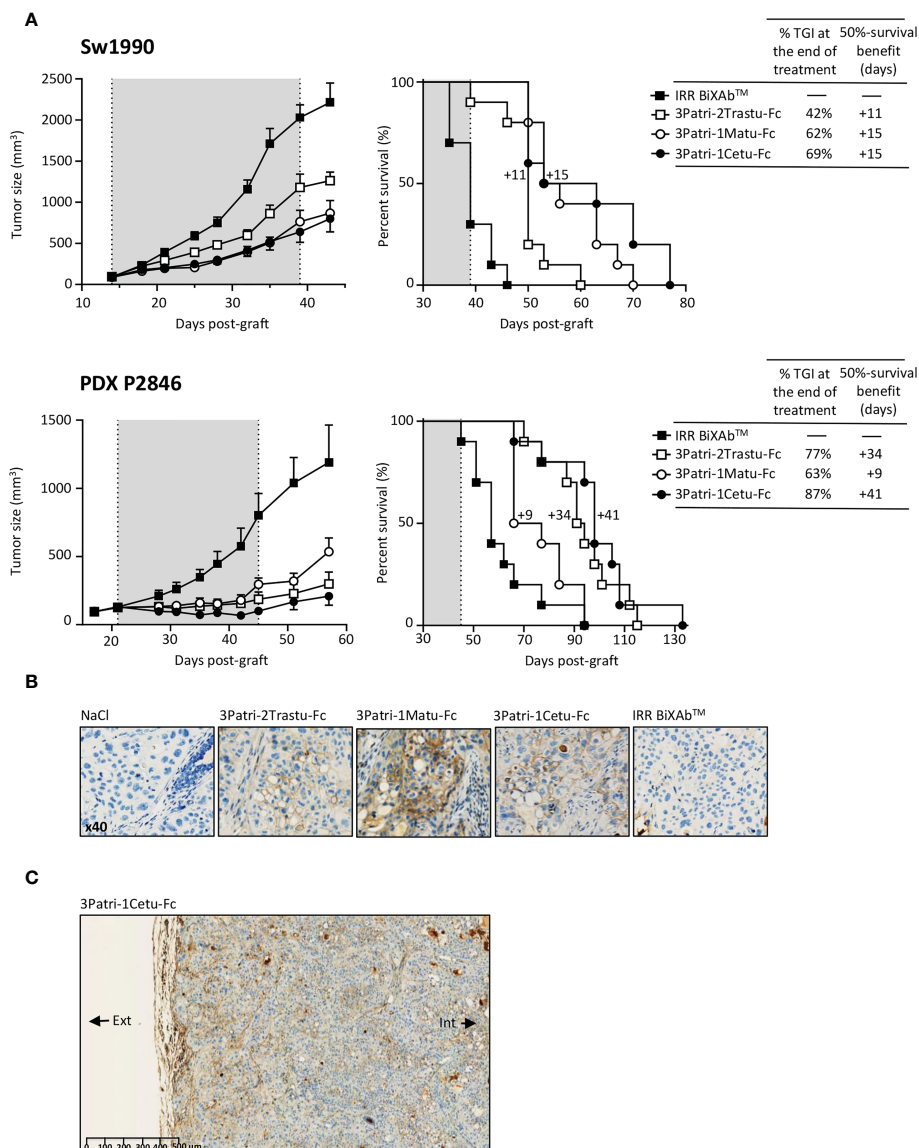 A
Sw1990
Tumor size (mm3)
2500
2000
1500
1000
500
0
10
20
30
40
Days post-graft
Percent survival (%)
100
50
0
+11
+15
30
40
50
60
70
80
Days post-graft
% TGI at the end of treatment
50%-survival benefit (days)
IRR BiXAb™ — —
3Patri-2Trastu-Fc 42% +11
3Patri-1Matu-Fc 62% +15
3Patri-1Cetu-Fc 69% +15
PDX P2846
Tumor size (mm3)
1500
1000
500
0
20
40
50
60
Days post-graft
Percent survival (%)
100
50
0
+9
+34
+41
30
50
70
90
110
130
Days post-graft
% TGI at the end of treatment
50%-survival benefit (days)
IRR BiXAb™ — —
3Patri-2Trastu-Fc 77% +34
3Patri-1Matu-Fc 63% +9
3Patri-1Cetu-Fc 87% +41
B
NaCl
3Patri-2Trastu-Fc
3Patri-1Matu-Fc
3Patri-1Cetu-Fc
IRR BiXAb™
x40
C
3Patri-1Cetu-Fc
Ext
Int
0 100 200 300 400 500 um